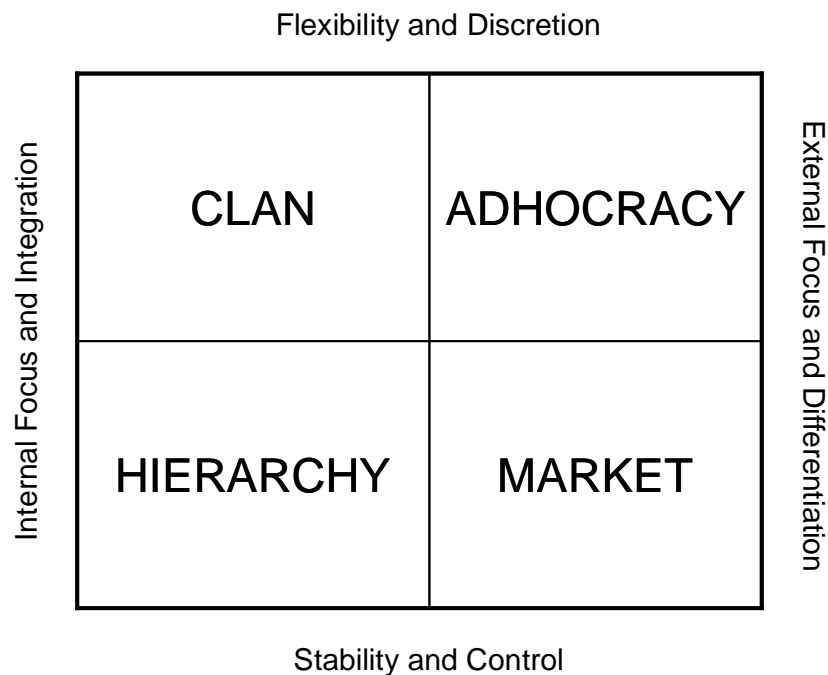 Flexibility and Discretion
Internal Focus and Integration
CLAN
ADHOCRACY
External Focus and Differentiation
HIERARCHY
MARKET
Stability and Control